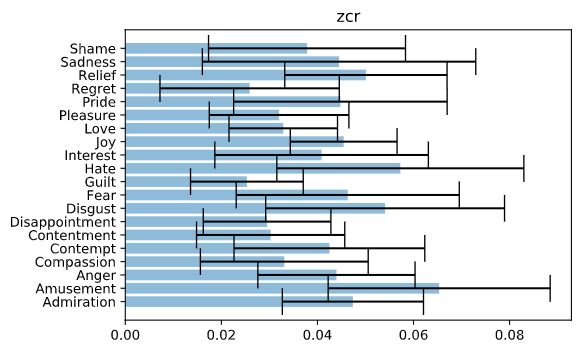 zcr
Shame
Sadness
Relief
Regret
Pride
Pleasure
Love
Joy
Interest
Hate
Guilt
Fear
Disgust
Disappointment
Contentment
Contempt
Compassion
Anger
Amusement
Admiration
0.00 0.02 0.04 0.06 0.08